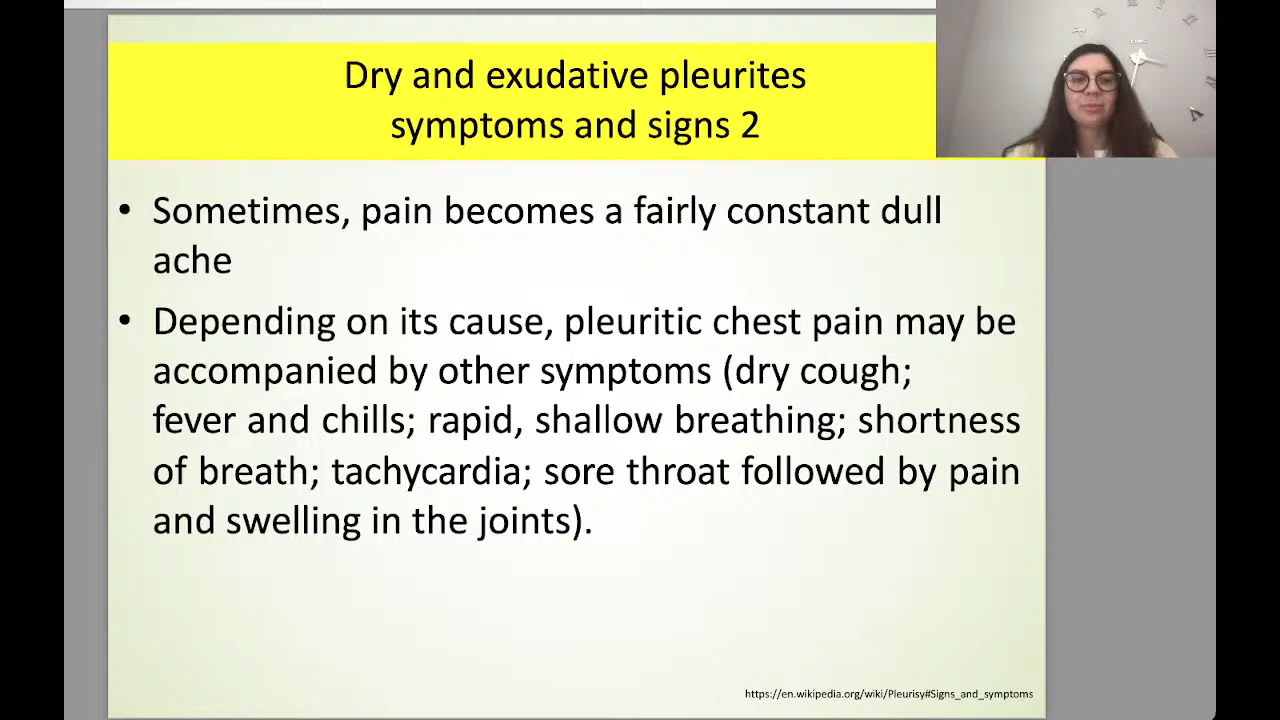 Dry and exudative pleurites
symptoms and signs 2
• Sometimes, pain becomes a fairly constant dull
ache
• Depending on its cause, pleuritic chest pain may be
accompanied by other symptoms (dry cough;
fever and chills; rapid, shallow breathing; shortness
of breath; tachycardia; sore throat followed by pain
and swelling in the joints).
https://en.wikipedia.org/wiki/Pleurisy#Signs_and_symptoms